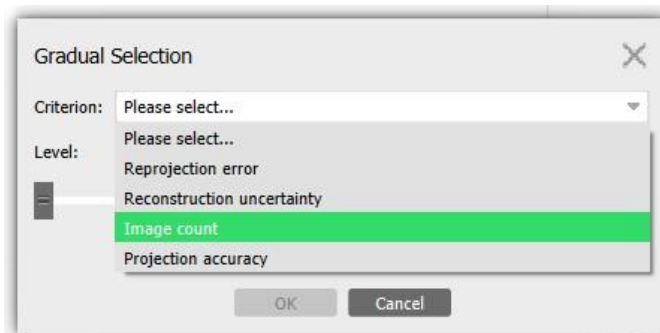 Gradual Selection
Criterion: Please select...
Please select...
Level:
Reprojection error
Reconstruction uncertainty
Image count
Projection accuracy
OK Cancel